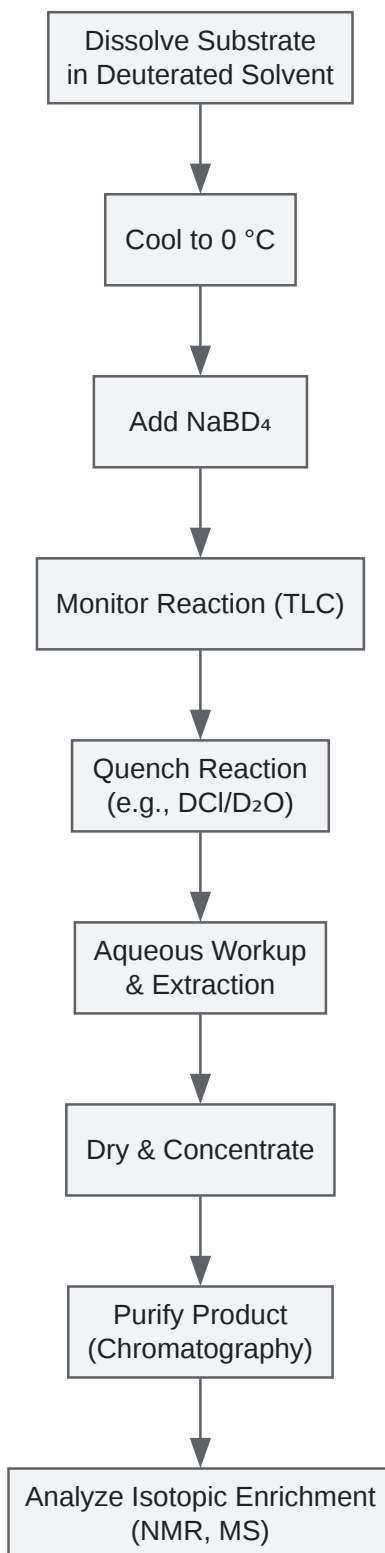 Dissolve Substrate
in Deuterated Solvent
Cool to 0 °C
Add NaBD₄
Monitor Reaction (TLC)
Quench Reaction
(e.g., DCl/D₂O)
Aqueous Workup
& Extraction
Dry & Concentrate
Purify Product
(Chromatography)
Analyze Isotopic Enrichment
(NMR, MS)